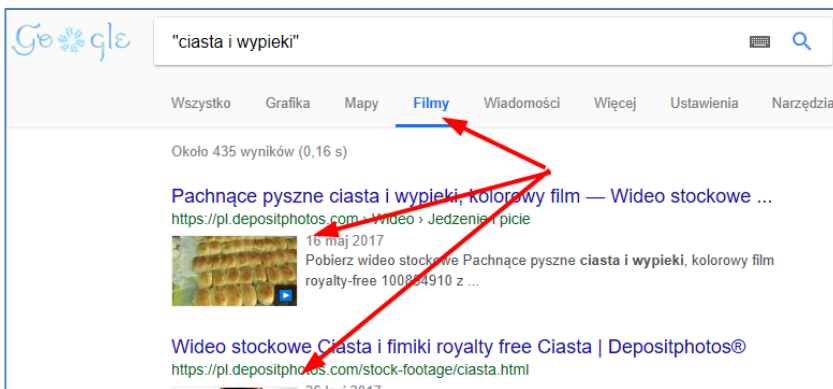 Google
"ciasta i wypieki"
Wszystko Grafika Mapy Filmy Wiadomości Więcej Ustawienia Narzędzia
Około 435 wyników (0,16 s)
Pachnące pyszne ciasta i wypieki, kolorowy film — Wideo stockowe ...
https://pl.depositphotos.com › Wideo › Jedzenie i picie
16 maj 2017
Pobierz wideo stockowe Pachnące pyszne ciasta i wypieki, kolorowy film
royalty-free 100854910 z ...
Wideo stockowe Ciasta i fimiki royalty free Ciasta | Depositphotos®
https://pl.depositphotos.com/stock-footage/ciasta.html
2017